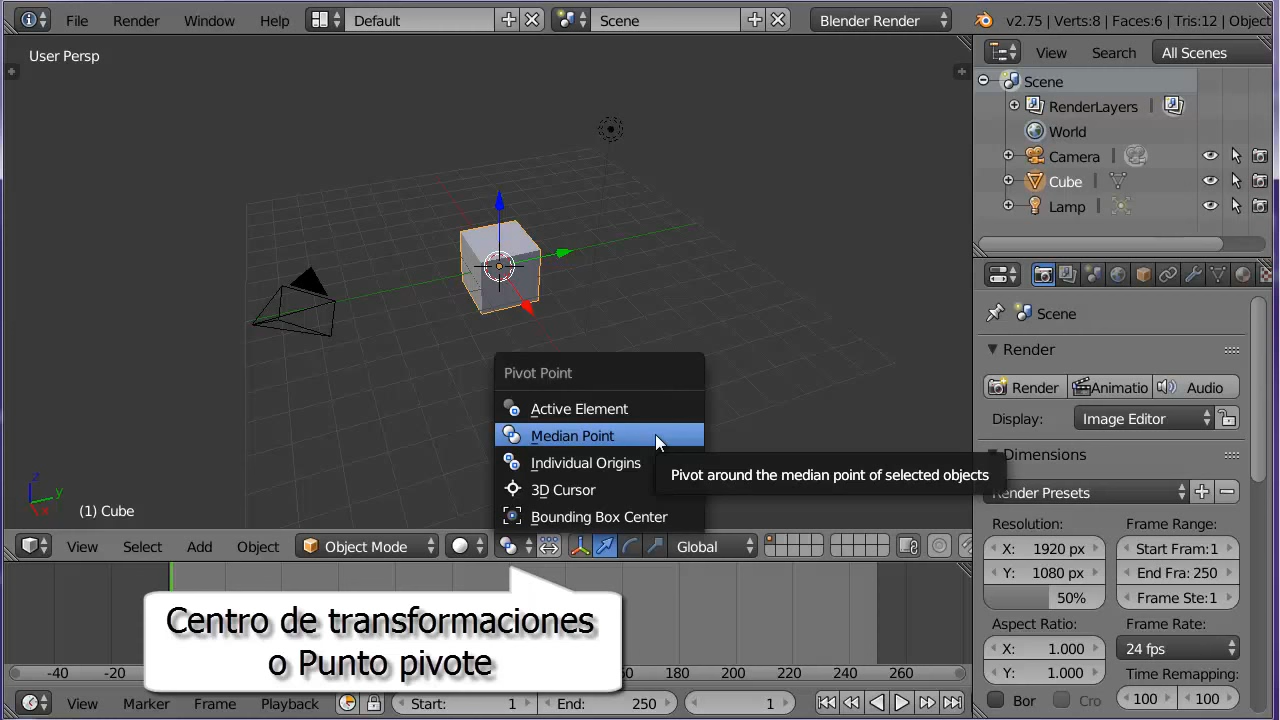 File Render Window Help Default Scene Blender Render v2.75 | Verts:8 | Faces:6 | Tris:12 | Object
User Persp
View Search All Scenes
Scene
RenderLayers
World
Camera
Cube
Lamp
Scene
Render
Render Animatio Audio
Display: Image Editor
Dimensions
Render Presets
Resolution: Frame Range:
X: 1920 px Start Fram:1
Y: 1080 px End Fra: 250
50% Frame Ste:1
Aspect Ratio: Frame Rate:
X: 1.000 24 fps
Y: 1.000 Time Remapping:
Bor Cro 100 100
Pivot Point
Active Element
Median Point
Individual Origins
3D Cursor
Bounding Box Center
Pivot around the median point of selected objects
z
y
x
(1) Cube
View Select Add Object Object Mode Global
Centro de transformaciones
o Punto pivote
-40 -20 180 200 220 240 260
View Marker Frame Playback Start: 1 End: 250 1